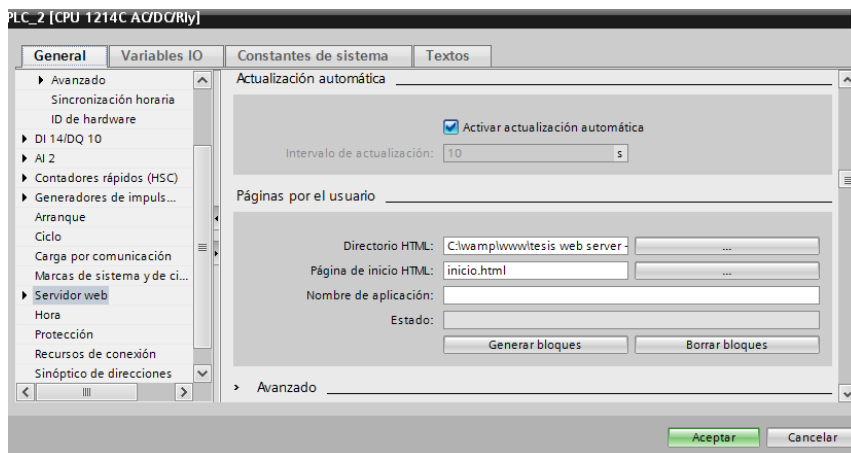 PLC_2 [CPU 1214C AC/DC/Rly]
General Variables IO Constantes de sistema Textos
Avanzado
Sincronización horaria
ID de hardware
DI 14/DQ 10
AI 2
Contadores rápidos (HSC)
Generadores de impuls...
Arranque
Ciclo
Carga por comunicación
Marcas de sistema y de ci...
Servidor web
Hora
Protección
Recursos de conexión
Sinóptico de direcciones
Actualización automática
Activar actualización automática
Intervalo de actualización: 10 s
Páginas por el usuario
Directorio HTML: C:\wamp\www\tesis web server - ...
Página de inicio HTML: inicio.html ...
Nombre de aplicación:
Estado:
Generar bloques Borrar bloques
Avanzado
Aceptar Cancelar